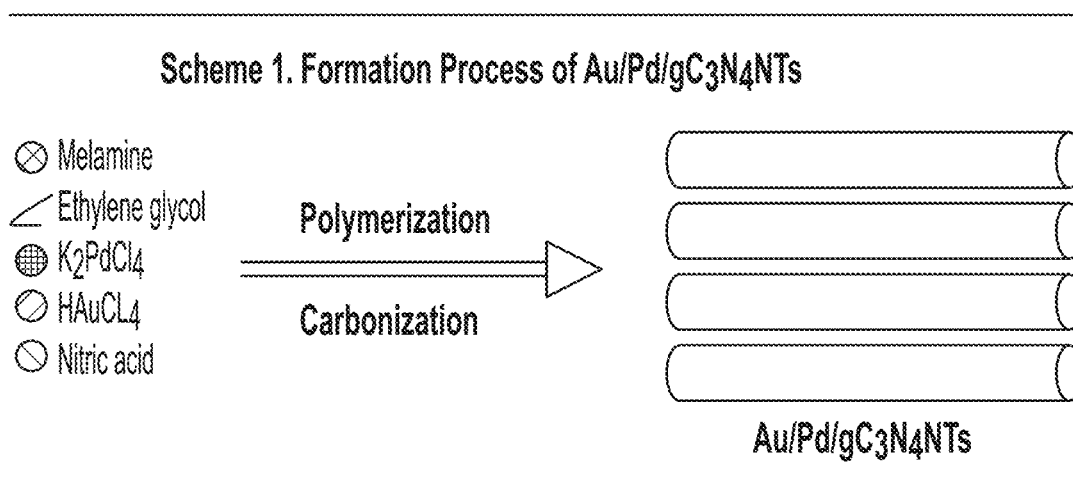 Scheme 1. Formation Process of Au/Pd/gC3N4NTs
Melamine
Ethylene glycol
K2PdCl4
HAuCL4
Nitric acid
Polymerization
Carbonization
Au/Pd/gC3N4NTs